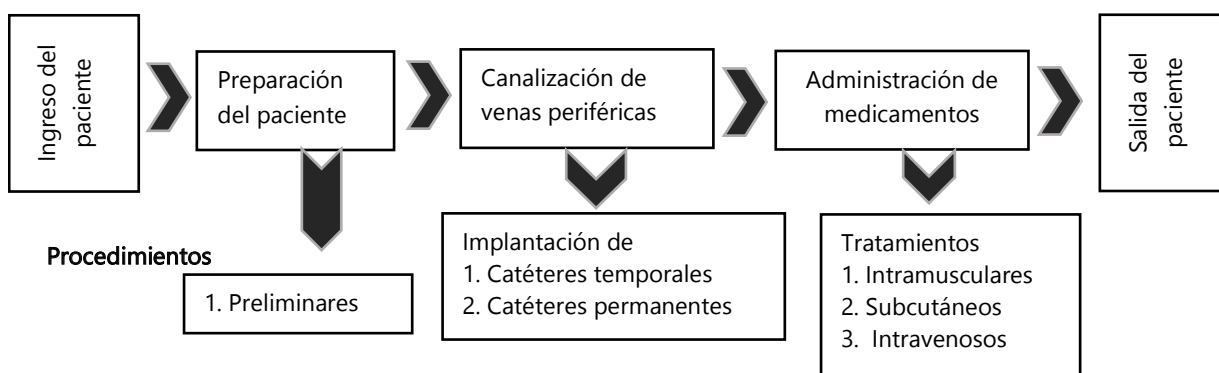 Ingreso del
paciente
Preparación
del paciente
Canalización de
venas periféricas
Administración de
medicamentos
Salida del
paciente
Procedimientos
1. Preliminares
Implantación de
1. Catéteres temporales
2. Catéteres permanentes
Tratamientos
1. Intramusculares
2. Subcutáneos
3. Intravenosos